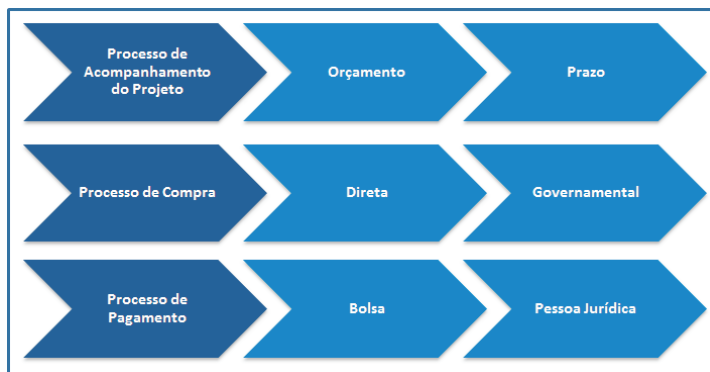 Processo de
Acompanhamento
do Projeto
Orçamento
Prazo
Processo de Compra
Direta
Governamental
Processo de
Pagamento
Bolsa
Pessoa Jurídica